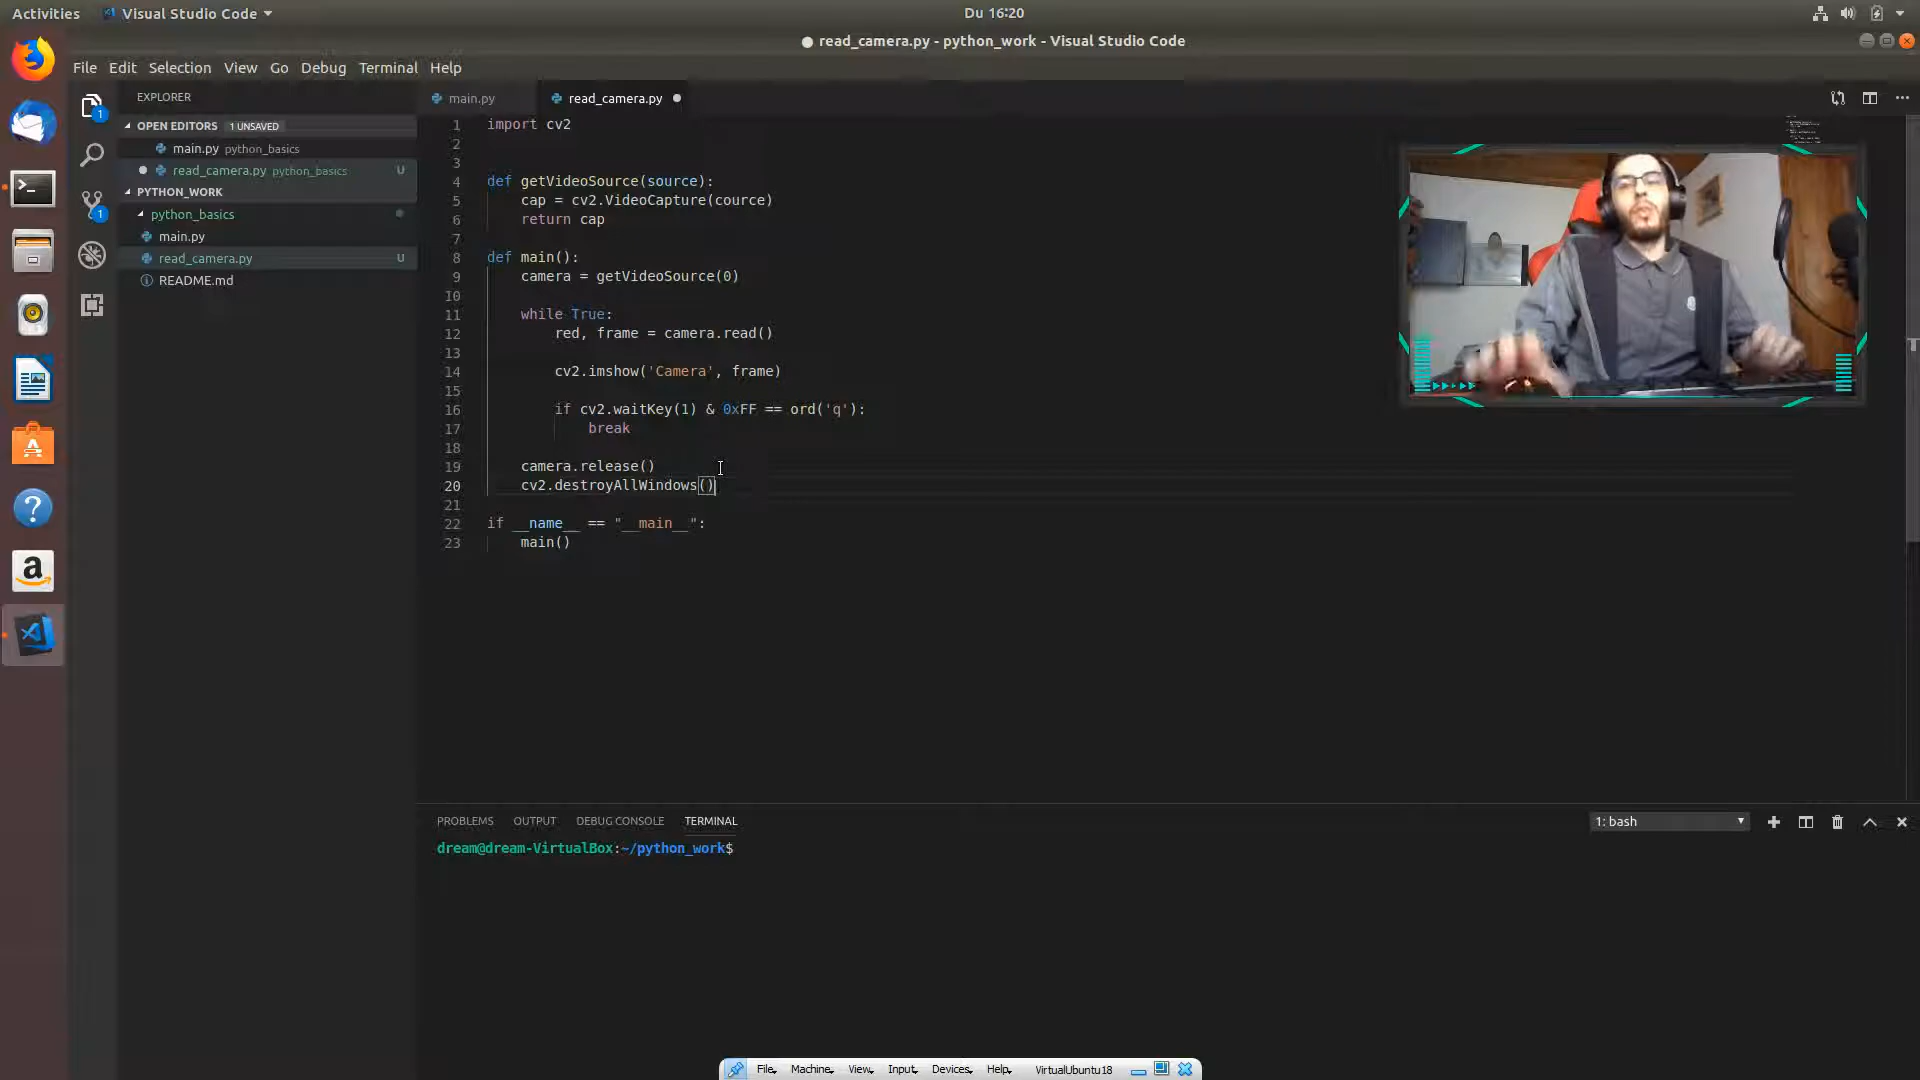 Activities Visual Studio Code Du 16:20
read_camera.py - python_work - Visual Studio Code
File Edit Selection View Go Debug Terminal Help
EXPLORER
main.py read_camera.py
OPEN EDITORS 1 UNSAVED
main.py python_basics
read_camera.py python_basics U
PYTHON_WORK
python_basics
main.py
read_camera.py U
README.md
1
1
1 import cv2
2
3
4 def getVideoSource(source):
5 cap = cv2.VideoCapture(cource)
6 return cap
7
8 def main():
9 camera = getVideoSource(0)
10
11 while True:
12 red, frame = camera.read()
13
14 cv2.imshow('Camera', frame)
15
16 if cv2.waitKey(1) & 0xFF == ord('q'):
17 break
18
19 camera.release()
20 cv2.destroyAllWindows()
21
22 if __name__ == "__main__":
23 main()
PROBLEMS OUTPUT DEBUG CONSOLE TERMINAL 1: bash
dream@dream-VirtualBox:~/python_work$
File Machine View Input Devices Help VirtualUbuntu18